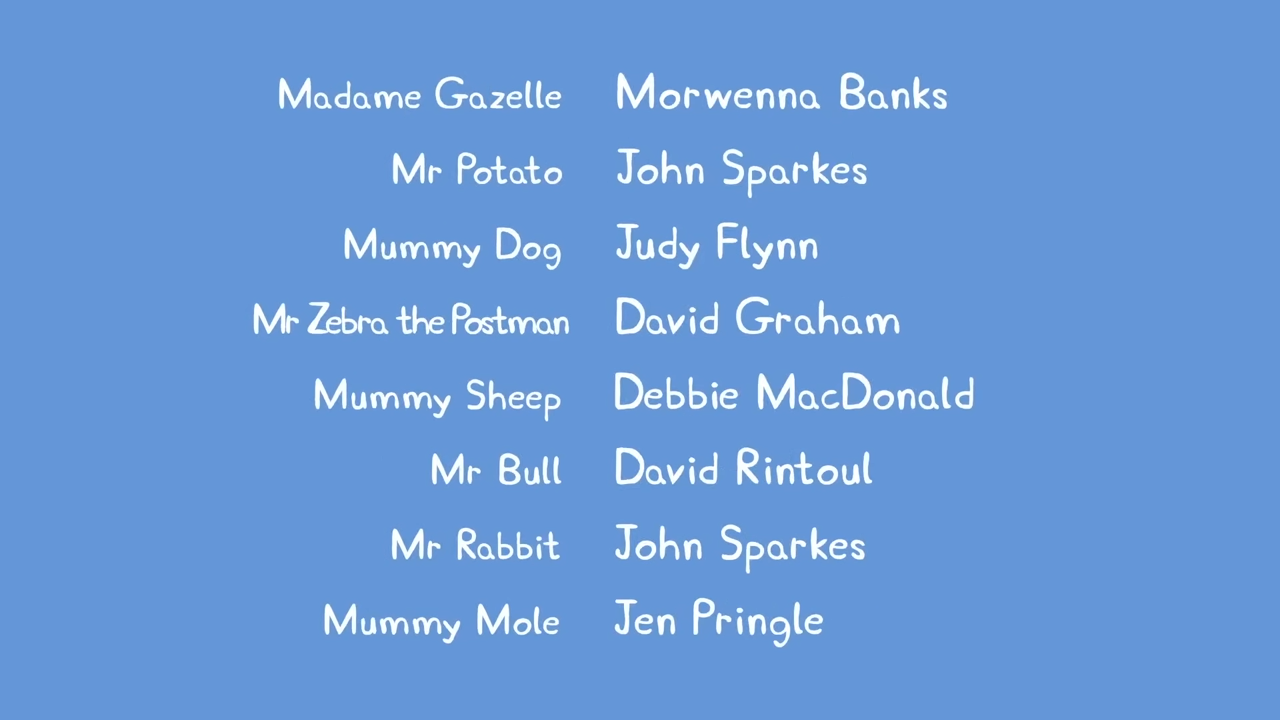 Madame Gazelle Morwenna Banks
Mr Potato John Sparkes
Mummy Dog Judy Flynn
Mr Zebra the Postman David Graham
Mummy Sheep Debbie MacDonald
Mr Bull David Rintoul
Mr Rabbit John Sparkes
Mummy Mole Jen Pringle